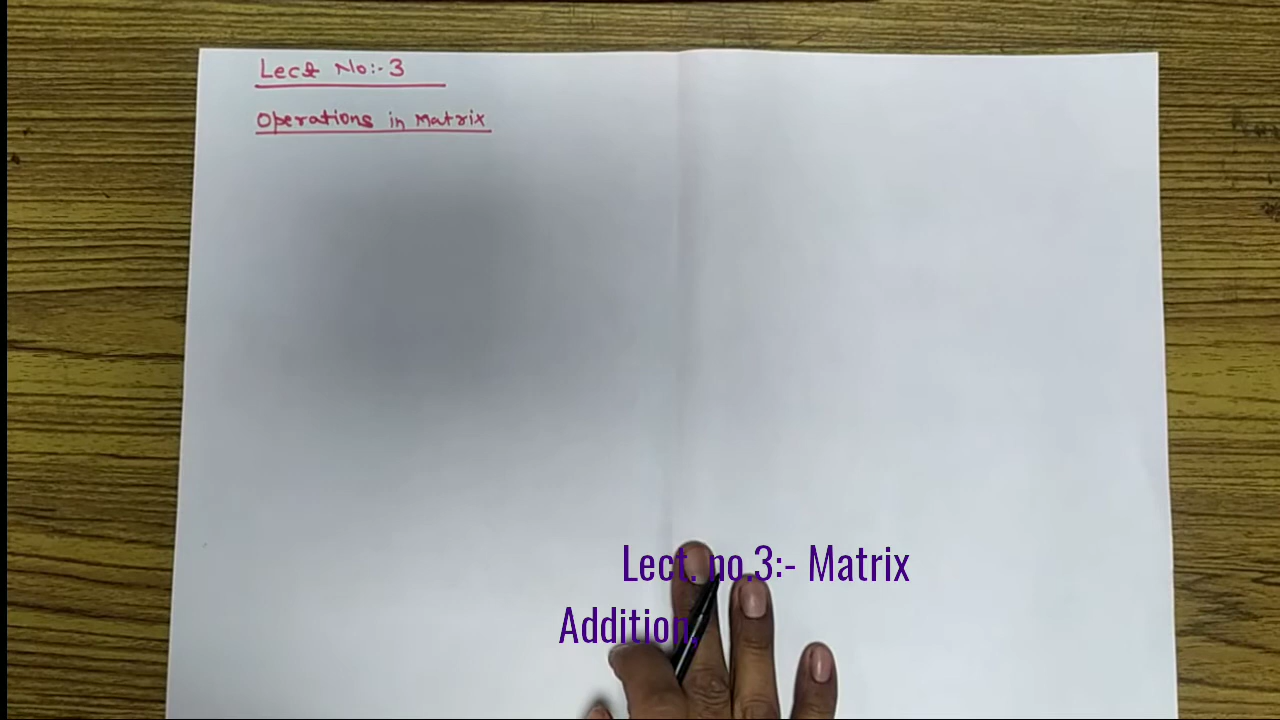 Lect No:- 3
Operations in Matrix
Lect. no.3:- Matrix
Addition,